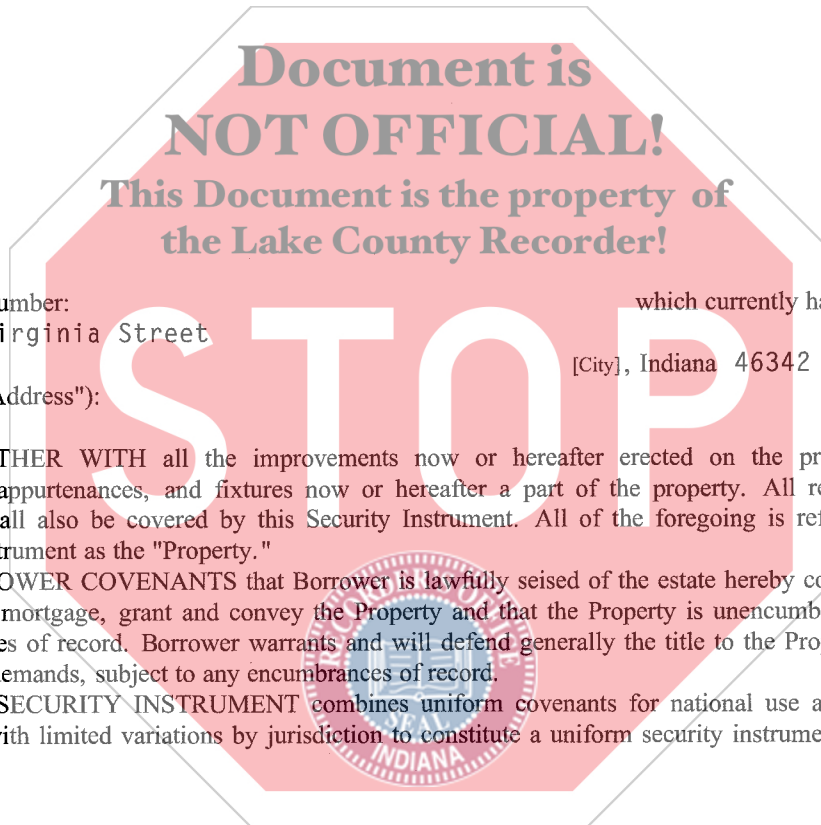 Document is
NOT OFFICIAL!
This Document is the property of
the Lake County Recorder!
umber:
which currently ha
irginia Street
[City], Indiana 46342
Address"):
STOP
THER WITH all the improvements now or hereafter erected on the pr
appurtenances, and fixtures now or hereafter a part of the property. All re
all also be covered by this Security Instrument. All of the foregoing is ref
trument as the "Property."
OWER COVENANTS that Borrower is lawfully seised of the estate hereby co
mortgage, grant and convey the Property and that the Property is unencumb
es of record. Borrower warrants and will defend generally the title to the Prop
emands, subject to any encumbrances of record.
SECURITY INSTRUMENT combines uniform covenants for national use a
with limited variations by jurisdiction to constitute a uniform security instrume
SEAL
INDIANA